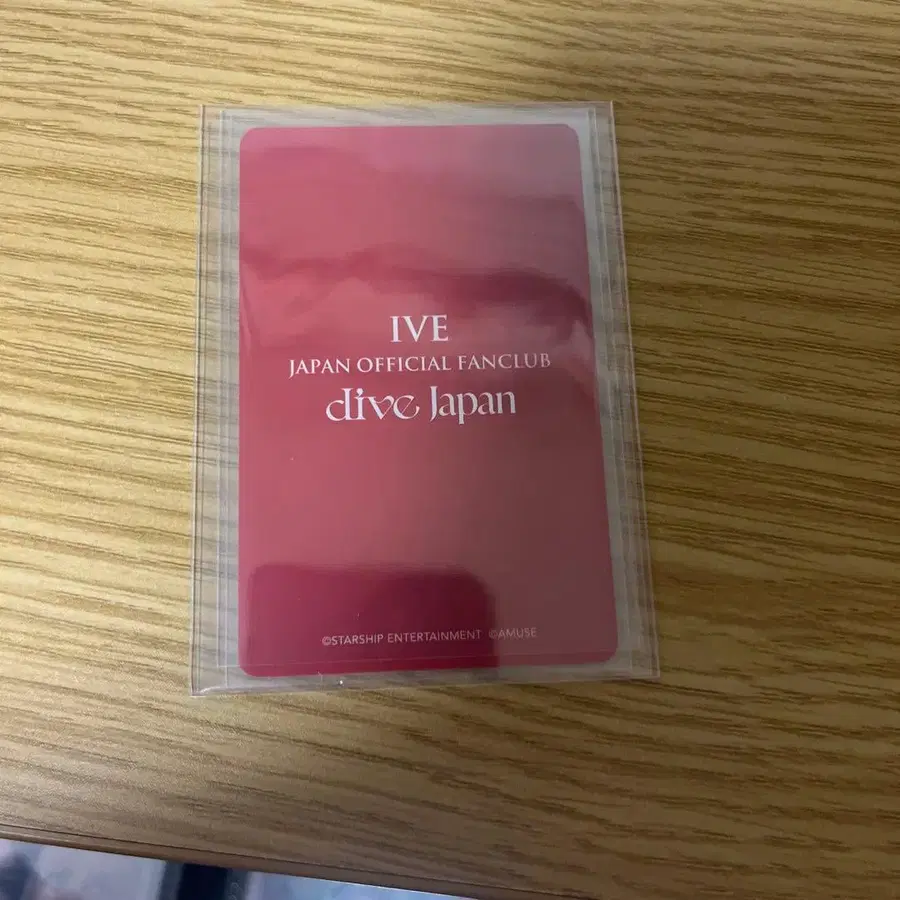 IVE
JAPAN OFFICIAL FANCLUB
dive Japan
©STARSHIP ENTERTAINMENT ©AMUSE